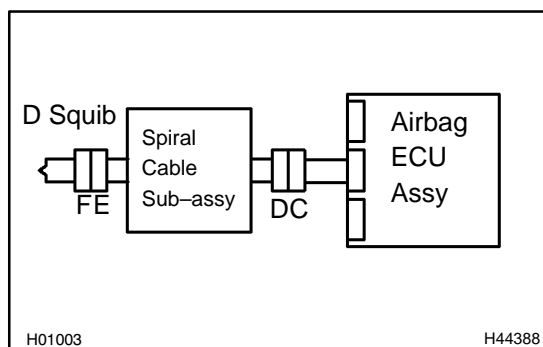 D Squib
Spiral
Cable
Sub–assy
FE
DC
Airbag
ECU
Assy
H01003
H44388